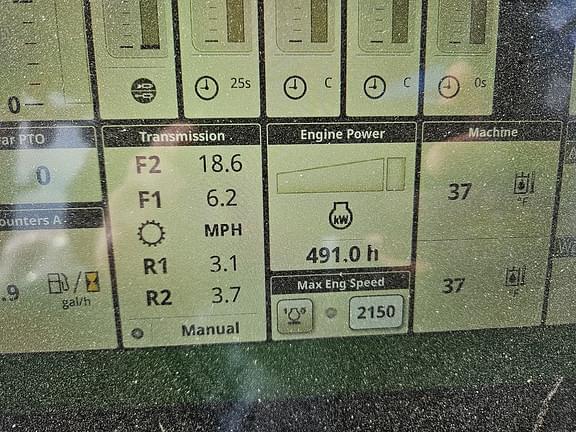 0
25s
C
C
0s
ar PTO
Transmission
Engine Power
Machine
0
F2 18.6
F1 6.2
MPH
R1 3.1
R2 3.7
Manual
ounters A
.9
gal/h
kW
491.0 h
Max Eng Speed
2150
37
°F
37
°F